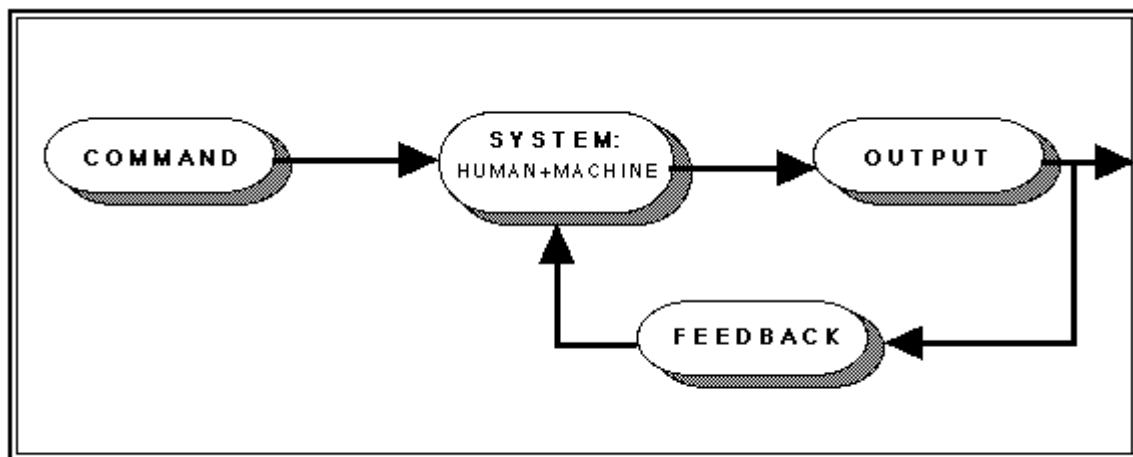 COMMAND
SYSTEM:
HUMAN+MACHINE
OUTPUT
FEEDBACK